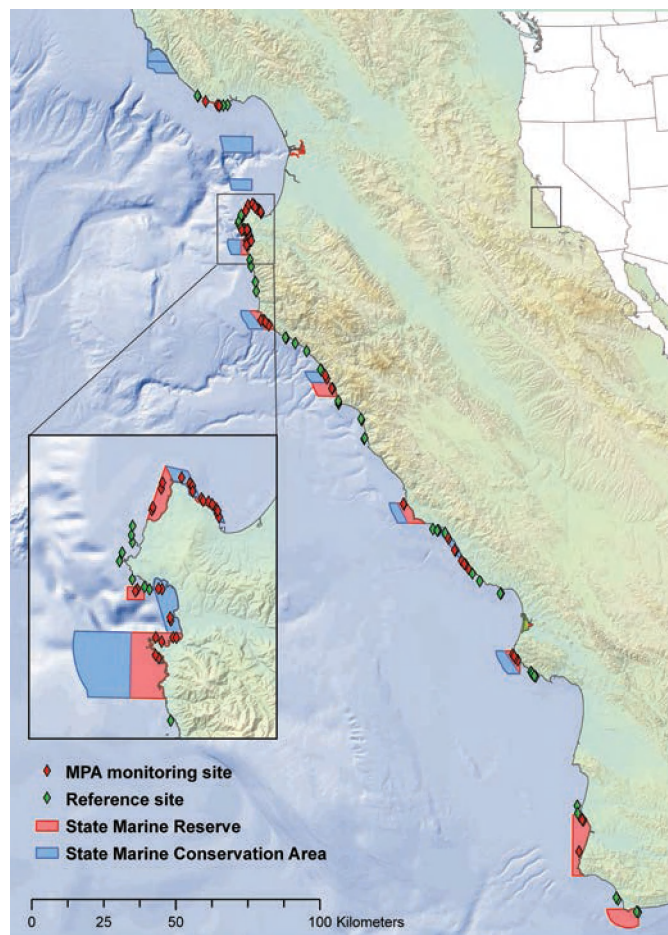 MPA monitoring site
Reference site
State Marine Reserve
State Marine Conservation Area
0 25 50 100 Kilometers